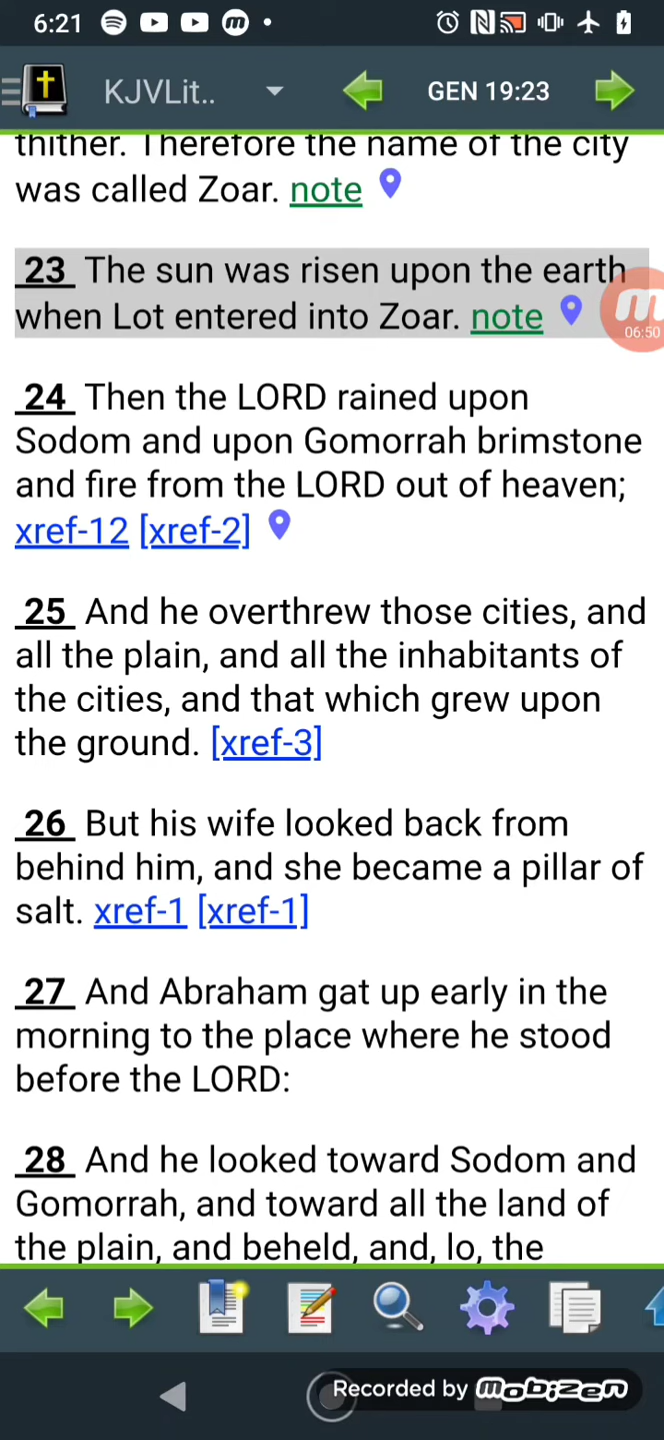 6:21
KJVLit..
GEN 19:23
thither. Therefore the name of the city
was called Zoar. note
23 The sun was risen upon the earth
when Lot entered into Zoar. note
06:50
24 Then the LORD rained upon
Sodom and upon Gomorrah brimstone
and fire from the LORD out of heaven;
xref-12 [xref-2]
25 And he overthrew those cities, and
all the plain, and all the inhabitants of
the cities, and that which grew upon
the ground. [xref-3]
26 But his wife looked back from
behind him, and she became a pillar of
salt. xref-1 [xref-1]
27 And Abraham gat up early in the
morning to the place where he stood
before the LORD:
28 And he looked toward Sodom and
Gomorrah, and toward all the land of
the plain, and beheld, and, lo, the
Recorded by Mobizen